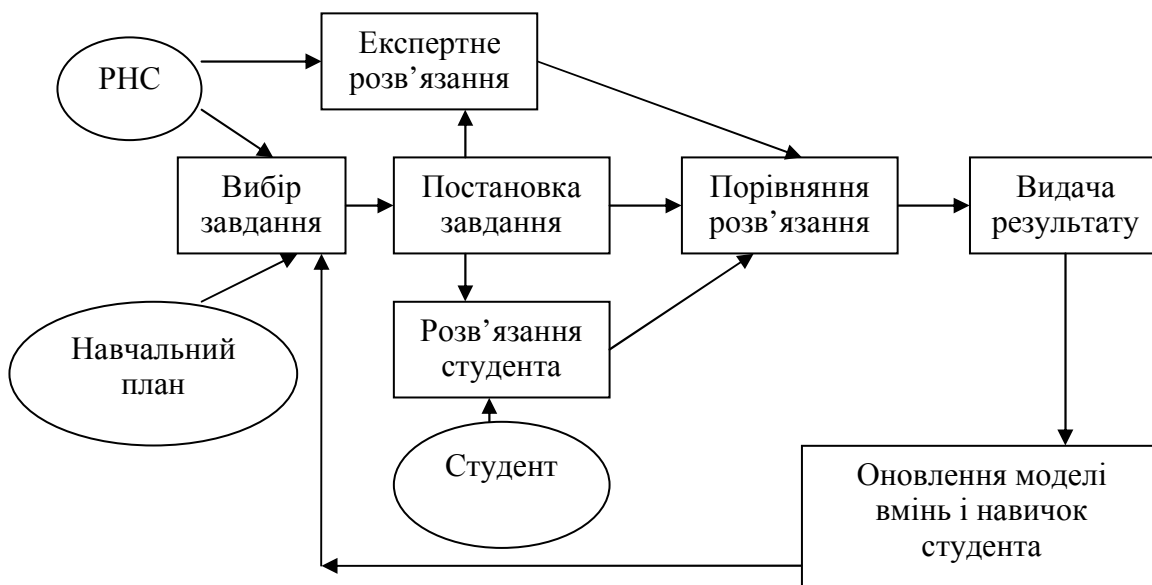 РНС
Експертне
розв’язання
Вибір
завдання
Постановка
завдання
Порівняння
розв’язання
Видача
результату
Навчальний
план
Розв’язання
студента
Студент
Оновлення моделі
вмінь і навичок
студента